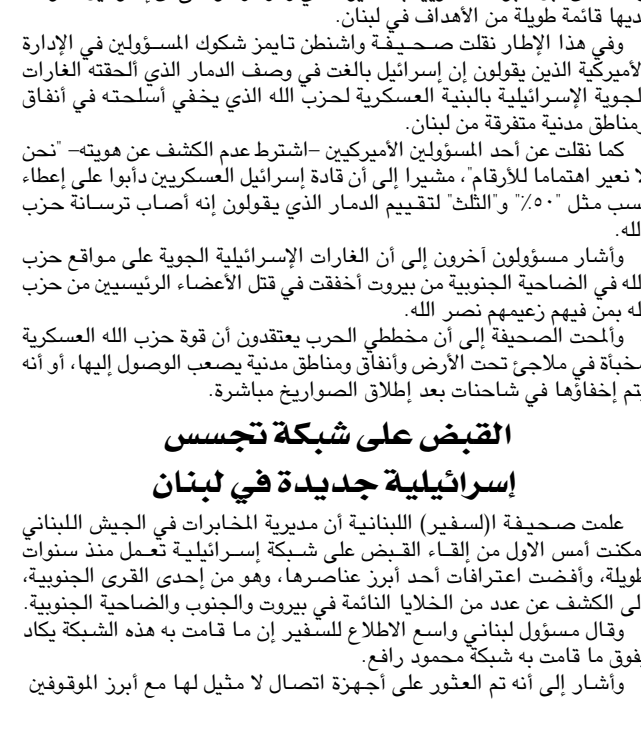 ديها قائمة طويلة من الأهداف في لبنان.
وفي هذا الإطار نقلت صحيفة واشنطن تايمز شكوك المسؤولين في الإدارة
لأميركية الذين يقولون إن إسرائيل بالغت في وصف الدمار الذي ألحقته الغارات
لجوية الإسرائيلية بالبنية العسكرية لحزب الله الذي يخفي أسلحته في أنفاق
مناطق مدنية متفرقة من لبنان.
كما نقلت عن أحد المسؤولين الأميركيين –اشترط عدم الكشف عن هويته– "نحن
لا نعير اهتماما للأرقام"، مشيرا إلى أن قادة إسرائيل العسكريين دأبوا على إعطاء
سب مثل "٥٠٪" و"الثلث" لتقييم الدمار الذي يقولون إنه أصاب ترسانة حزب
لله.
وأشار مسؤولون آخرون إلى أن الغارات الإسرائيلية الجوية على مواقع حزب
لله في الضاحية الجنوبية من بيروت أخفقت في قتل الأعضاء الرئيسيين من حزب
لله بمن فيهم زعيمهم نصر الله.
وألمحت الصحيفة إلى أن مخططي الحرب يعتقدون أن قوة حزب الله العسكرية
مخبأة في ملاجئ تحت الأرض وأنفاق ومناطق مدنية يصعب الوصول إليها، أو أنه
يتم إخفاؤها في شاحنات بعد إطلاق الصواريخ مباشرة.
القبض على شبكة تجسس
إسرائيلية جديدة في لبنان
علمت صحيفة (السفير) اللبنانية أن مديرية المخابرات في الجيش اللبناني
مكنت أمس الاول من إلقاء القبض على شبكة إسرائيلية تعمل منذ سنوات
طويلة، وأفضت اعترافات أحد أبرز عناصرها، وهو من إحدى القرى الجنوبية،
لى الكشف عن عدد من الخلايا النائمة في بيروت والجنوب والضاحية الجنوبية.
وقال مسؤول لبناني واسع الاطلاع للسفير إن ما قامت به هذه الشبكة يكاد
يفوق ما قامت به شبكة محمود رافع.
وأشار إلى أنه تم العثور على أجهزة اتصال لا مثيل لها مع أبرز الموقوفين